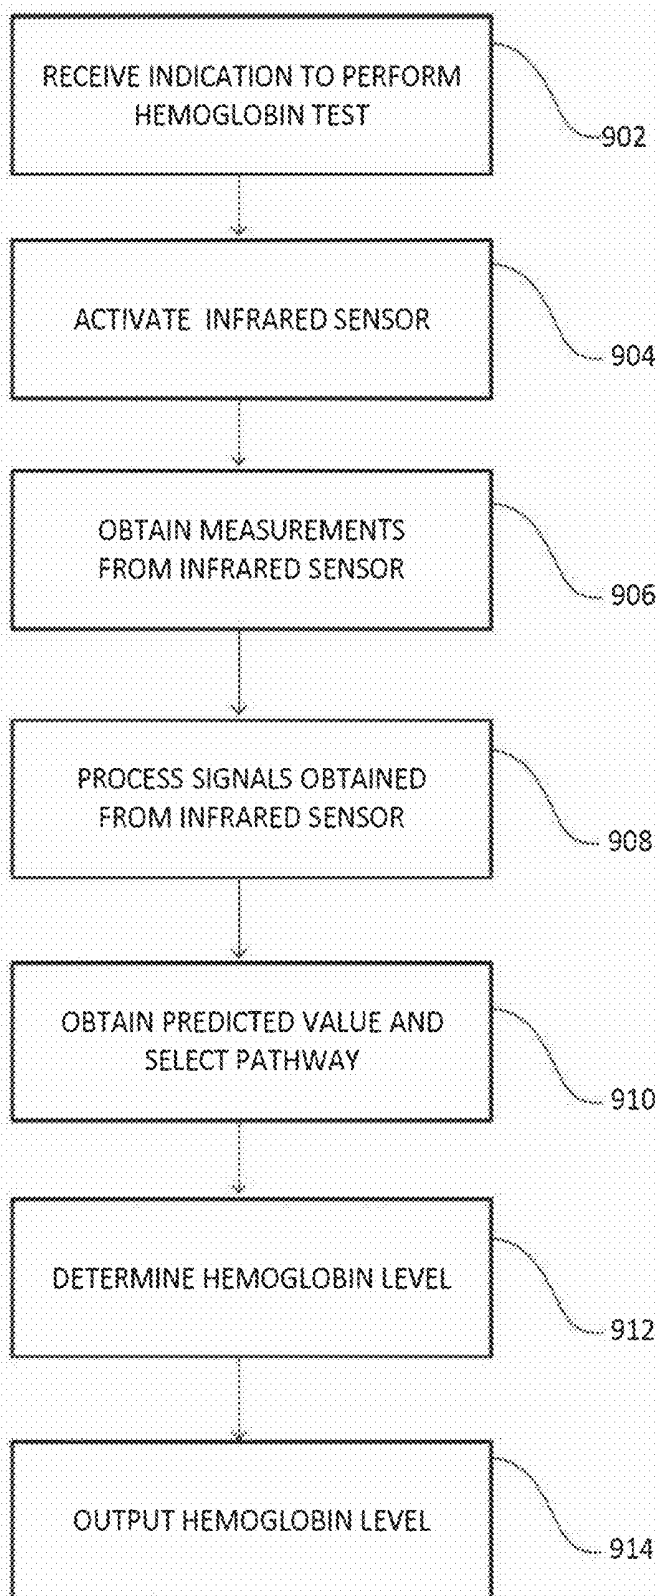 RECEIVE INDICATION TO PERFORM
HEMOGLOBIN TEST
902
ACTIVATE INFRARED SENSOR
904
OBTAIN MEASUREMENTS
FROM INFRARED SENSOR
906
PROCESS SIGNALS OBTAINED
FROM INFRARED SENSOR
908
OBTAIN PREDICTED VALUE AND
SELECT PATHWAY
910
DETERMINE HEMOGLOBIN LEVEL
912
OUTPUT HEMOGLOBIN LEVEL
914